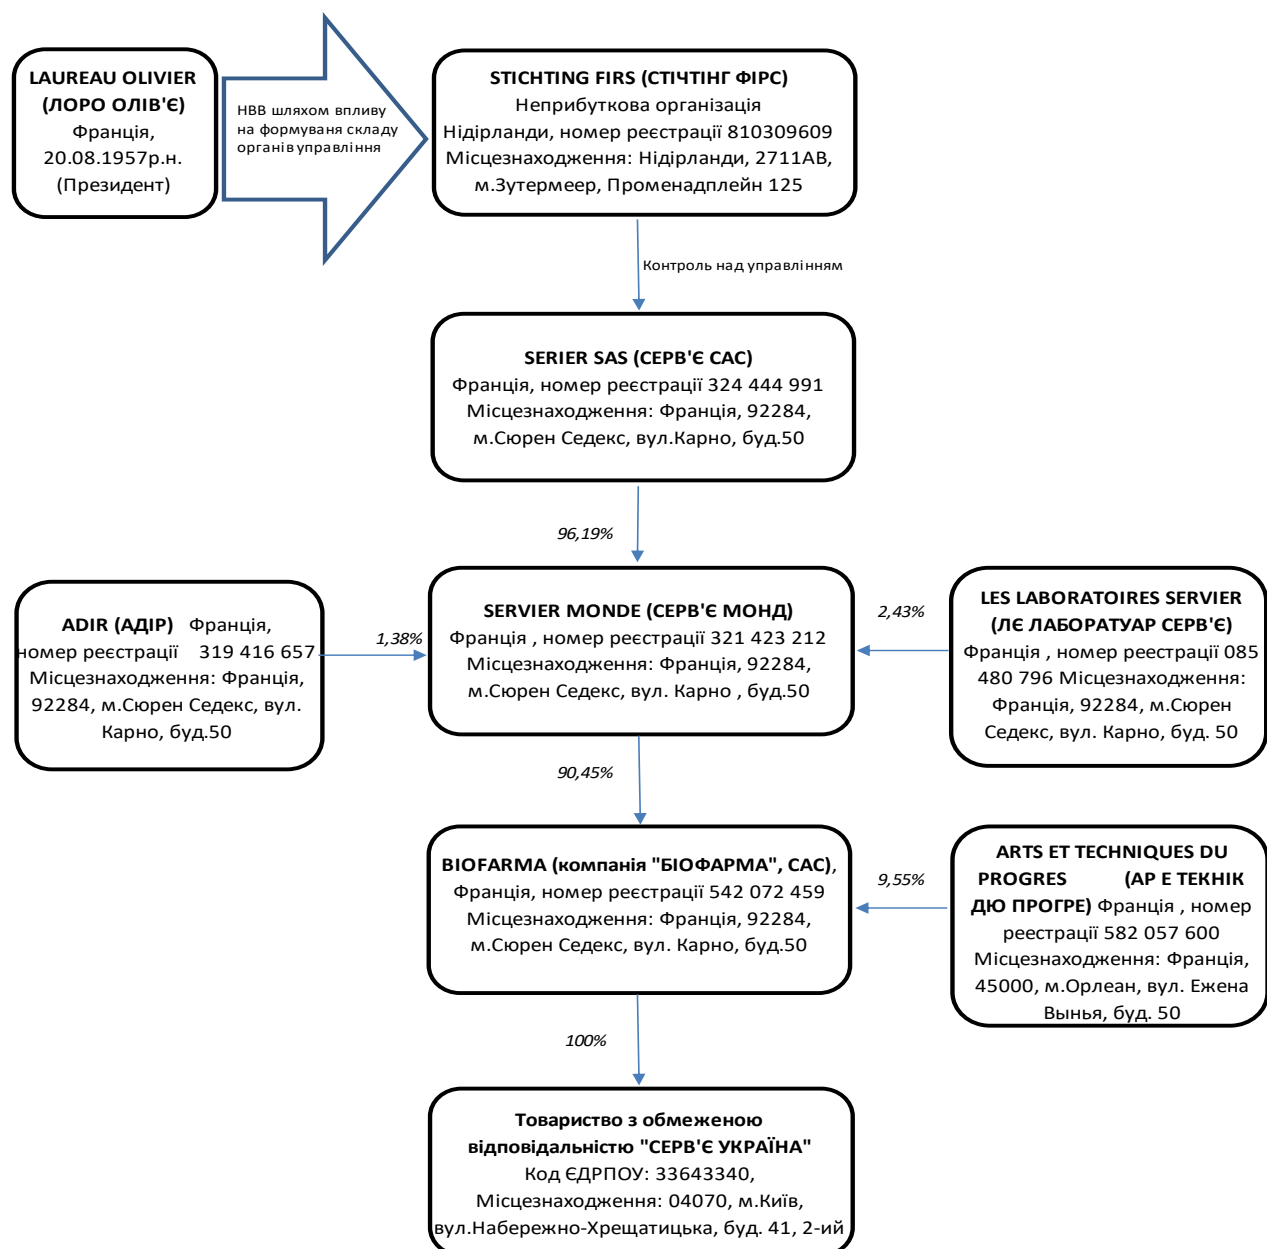 LAUREAU OLIVIER
(ЛОРО ОЛІВ'Є)
Франція,
20.08.1957р.н.
(Президент)
НВВ шляхом впливу
на формуваня складу
органів управління
STICHTING FIRS (СТІЧТІНГ ФІРС)
Неприбуткова організація
Нідірланди, номер реєстрації 810309609
Місцезнаходження: Нідірланди, 2711АВ,
м.Зутермеер, Променадплейн 125
Контроль над управлінням
SERIER SAS (СЕРВ'Є САС)
Франція, номер реєстрації 324 444 991
Місцезнаходження: Франція, 92284,
м.Сюрен Седекс, вул.Карно, буд.50
96,19%
ADIR (АДІР) Франція,
номер реєстрації 319 416 657
Місцезнаходження: Франція,
92284, м.Сюрен Седекс, вул.
Карно, буд.50
1,38%
SERVIER MONDE (СЕРВ'Є МОНД)
Франція , номер реєстрації 321 423 212
Місцезнаходження: Франція, 92284,
м.Сюрен Седекс, вул. Карно , буд.50
2,43%
LES LABORATOIRES SERVIER
(ЛЄ ЛАБОРАТУАР СЕРВ'Є)
Франція , номер реестрації 085
480 796 Місцезнаходження:
Франція, 92284, м.Сюрен
Седекс, вул. Карно, буд. 50
90,45%
BIOFARMA (компанія "БІОФАРМА", САС),
Франція, номер реєстрації 542 072 459
Місцезнаходження: Франція, 92284,
м.Сюрен Седекс, вул. Карно, буд.50
9,55%
ARTS ET TECHNIQUES DU
PROGRES (АР Е ТЕКНІК
ДЮ ПРОГРЕ) Франція , номер
реестрації 582 057 600
Місцезнаходження: Франція,
45000, м.Орлеан, вул. Ежена
Вынья, буд. 50
100%
Товариство з обмеженою
відповідальністю "СЕРВ'Є УКРАЇНА"
Код ЄДРПОУ: 33643340,
Місцезнаходження: 04070, м.Київ,
вул.Набережно-Хрещатицька, буд. 41, 2-ий